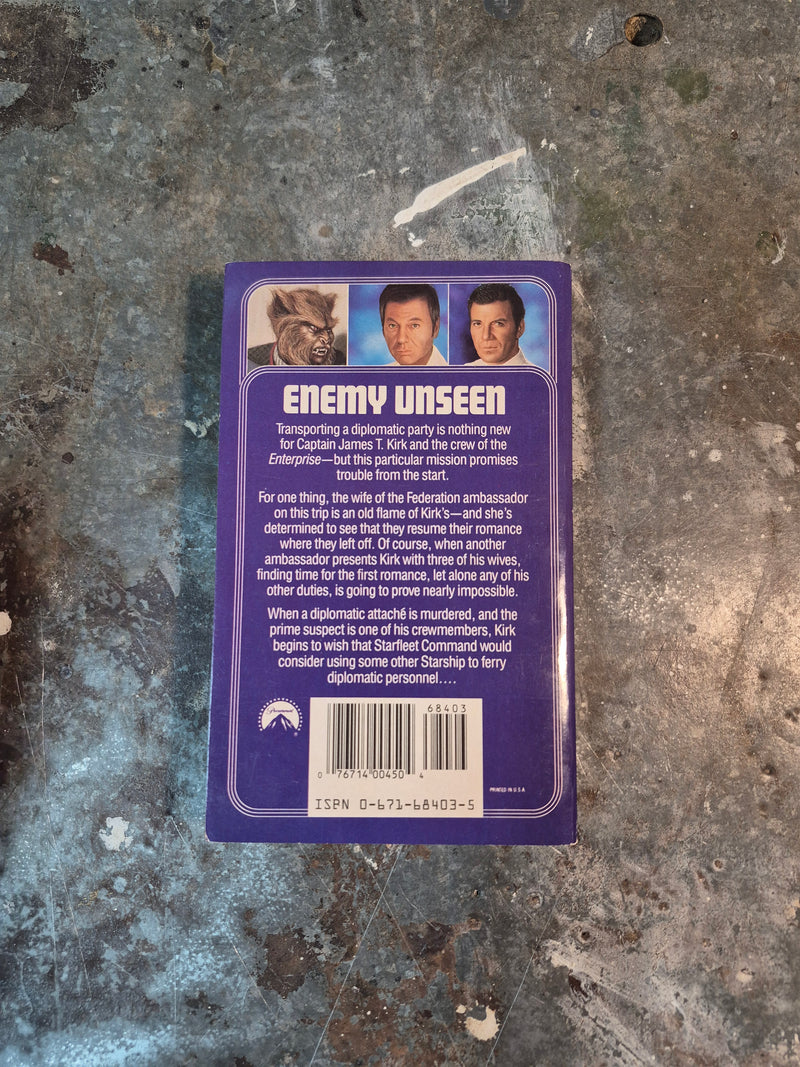 ENEMY UNSEEN
Transporting a diplomatic party is nothing new
for Captain James T. Kirk and the crew of the
Enterprise—but this particular mission promises
trouble from the start.
For one thing, the wife of the Federation ambassador
on this trip is an old flame of Kirk's—and she's
determined to see that they resume their romance
where they left off. Of course, when another
ambassador presents Kirk with three of his wives,
finding time for the first romance, let alone any of his
other duties, is going to prove nearly impossible.
When a diplomatic attaché is murdered, and the
prime suspect is one of his crewmembers, Kirk
begins to wish that Starfleet Command would
consider using some other Starship to ferry
diplomatic personnel....
Paramount
®
68403
0 76714 00450 4
PRINTED IN U.S.A
ISBN 0-671-68403-5